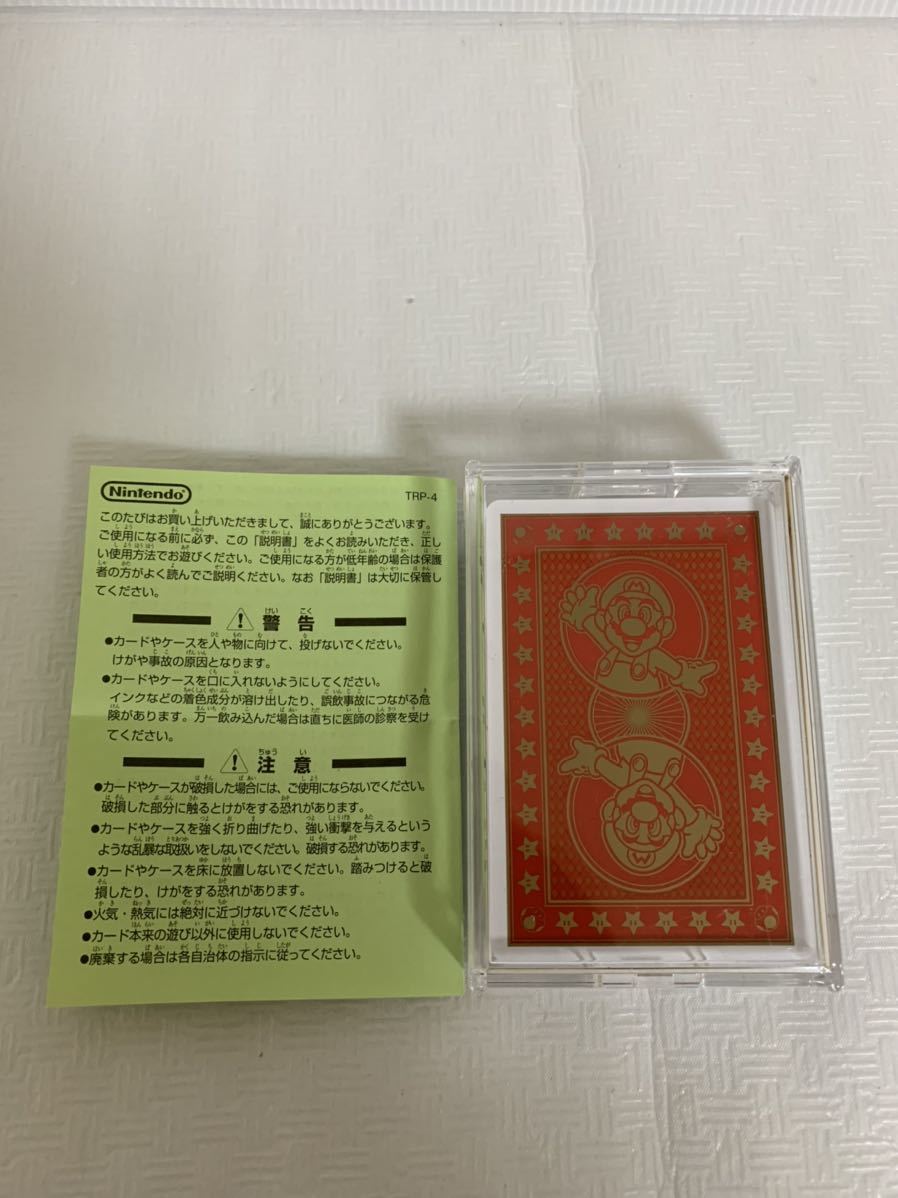 Nintendo
TRP-4
このたびはお買い上げいただきまして、誠にありがとうございます。
ご使用になる前に必ず、この「説明書」をよくお読みいただき、正し
い使用方法でお遊びください。ご使用になる方が低年齢の場合は保護
者の方がよく読んでご説明ください。なお「説明書」は大切に保管し
てください。
警告
●カードやケースを人や物に向けて、投げないでください。
けがや事故の原因となります。
●カードやケースを口に入れないようにしてください。
インクなどの着色成分が溶け出したり、誤飲事故につながる危
険があります。万一飲み込んだ場合は直ちに医師の診察を受け
てください。
注意
●カードやケースが破損した場合には、ご使用にならないでください。
破損した部分に触るとけがをする恐れがあります。
●カードやケースを強く折り曲げたり、強い衝撃を与えるという
ような乱暴な取扱いをしないでください。破損する恐れがあります。
●カードやケースを床に放置しないでください。踏みつけると破
損したり、けがをする恐れがあります。
●火気・熱気には絶対に近づけないでください。
●カード本来の遊び以外に使用しないでください。
●廃棄する場合は各自治体の指示に従ってください。
M
M